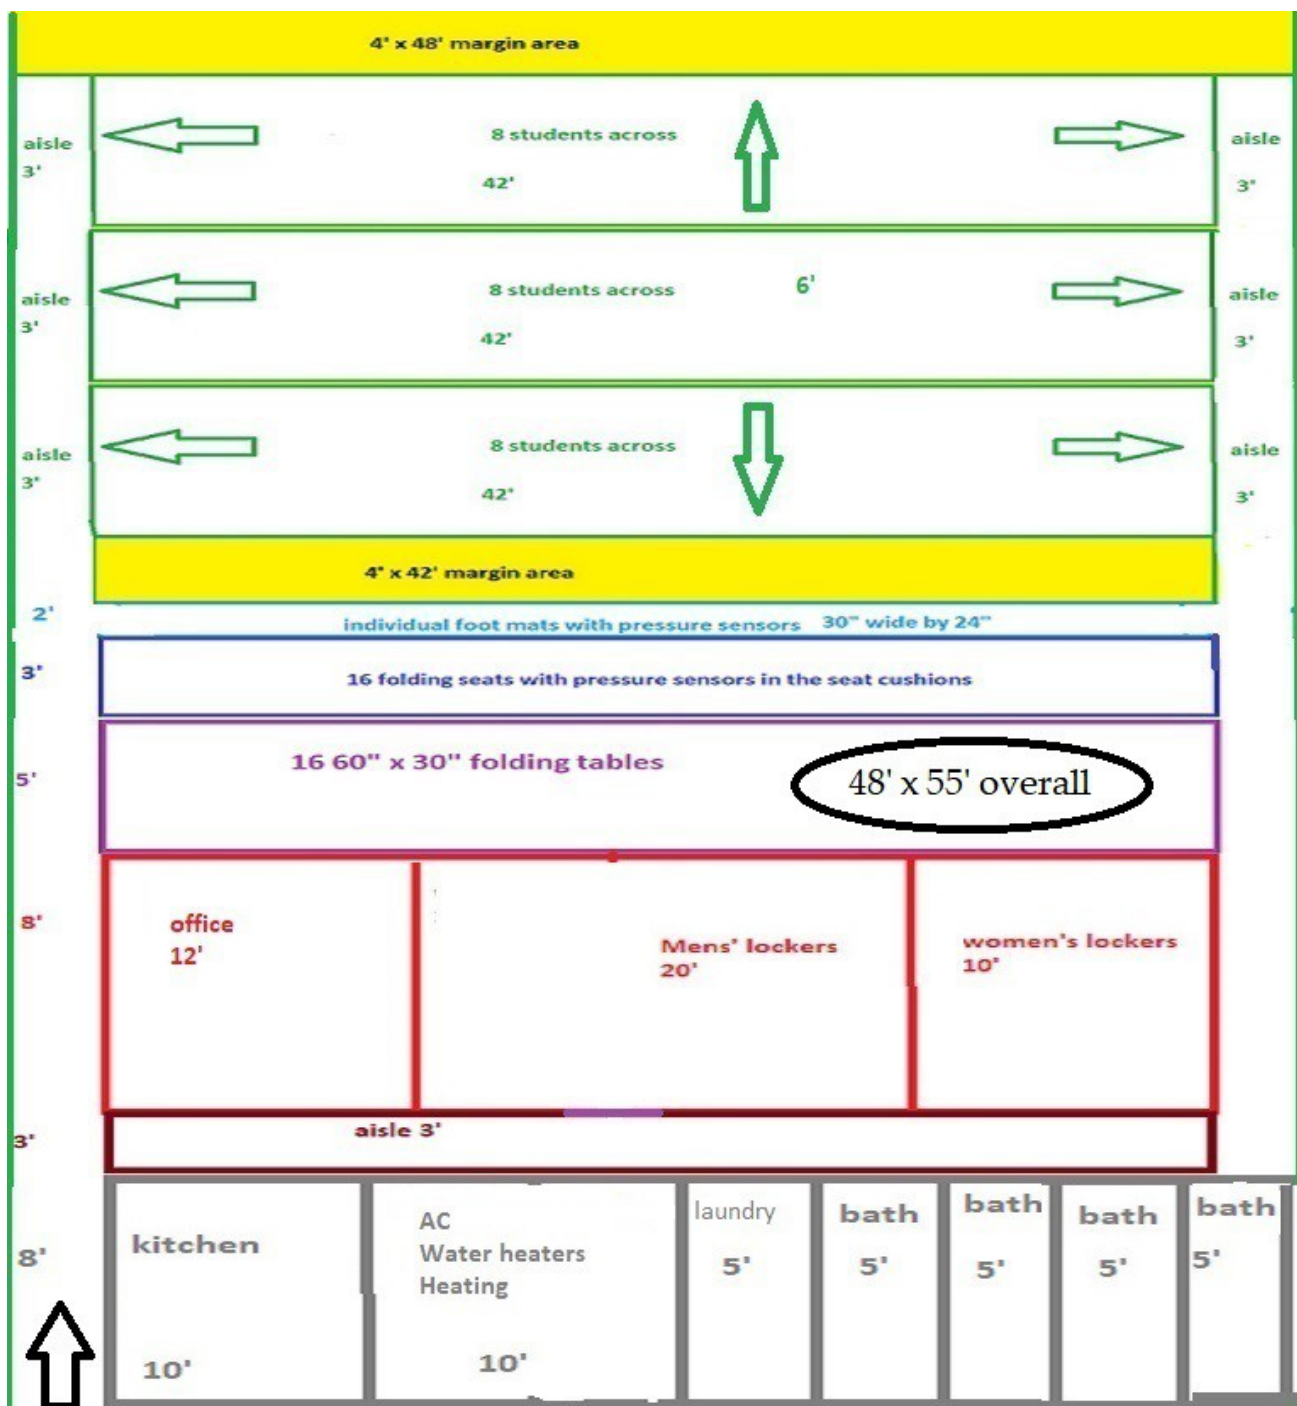 4' x 48' margin area
8 students across
42'
aisle
3'
aisle
3'
8 students across
6'
42'
aisle
3'
aisle
3'
8 students across
42'
aisle
3'
aisle
3'
4' x 42' margin area
2'
individual foot mats with pressure sensors 30" wide by 24"
3'
16 folding seats with pressure sensors in the seat cushions
5'
16 60" x 30" folding tables
48' x 55' overall
8'
office
12'
Mens' lockers
20'
women's lockers
10'
3'
aisle 3'
8'
kitchen
10'
AC
Water heaters
Heating
10'
laundry
5'
bath
5'
bath
5'
bath
5'
bath
5'